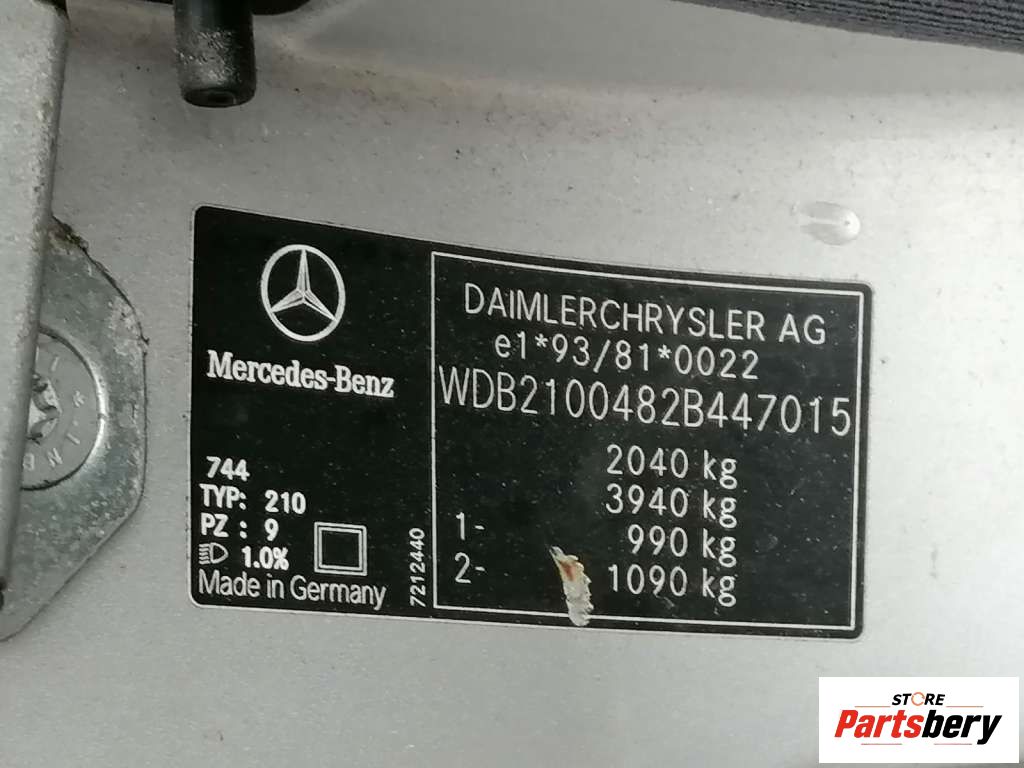 Mercedes-Benz
744
TYP: 210
PZ : 9
1.0%
Made in Germany
7212440
DAIMLERCHRYSLER AG
e1*93/81*0022
WDB2100482B447015
2040 kg
3940 kg
1- 990 kg
2- 1090 kg
STORE
Partsbery